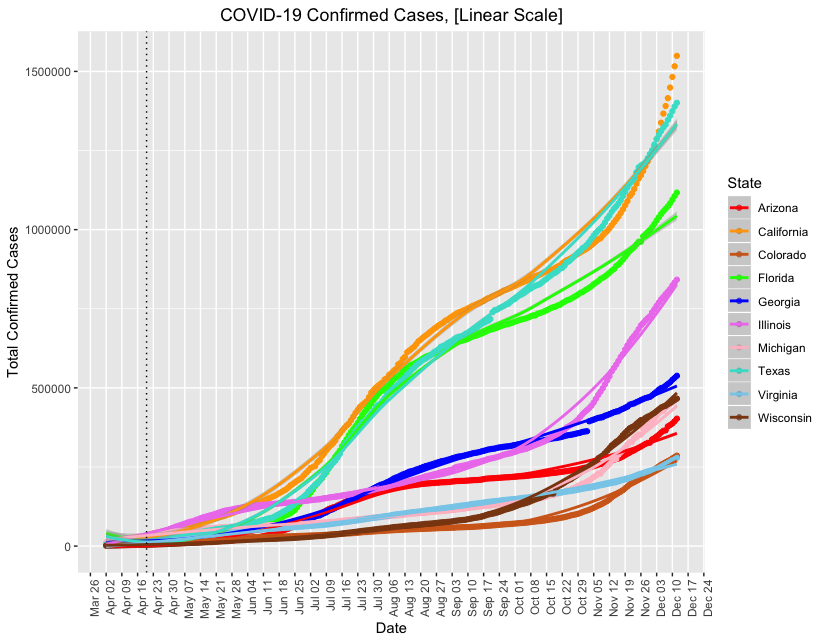 COVID-19 Confirmed Cases, [Linear Scale]
Total Confirmed Cases
1500000
1000000
500000
0
Mar 26
Apr 02
Apr 09
Apr 16
Apr 23
Apr 30
May 07
May 14
May 21
May 28
Jun 04
Jun 11
Jun 18
Jun 25
Jul 02
Jul 09
Jul 16
Jul 23
Jul 30
Aug 06
Aug 13
Aug 20
Aug 27
Sep 03
Sep 10
Sep 17
Sep 24
Oct 01
Oct 08
Oct 15
Oct 22
Oct 29
Nov 05
Nov 12
Nov 19
Nov 26
Dec 03
Dec 10
Dec 17
Dec 24
Date
State
Arizona
California
Colorado
Florida
Georgia
Illinois
Michigan
Texas
Virginia
Wisconsin